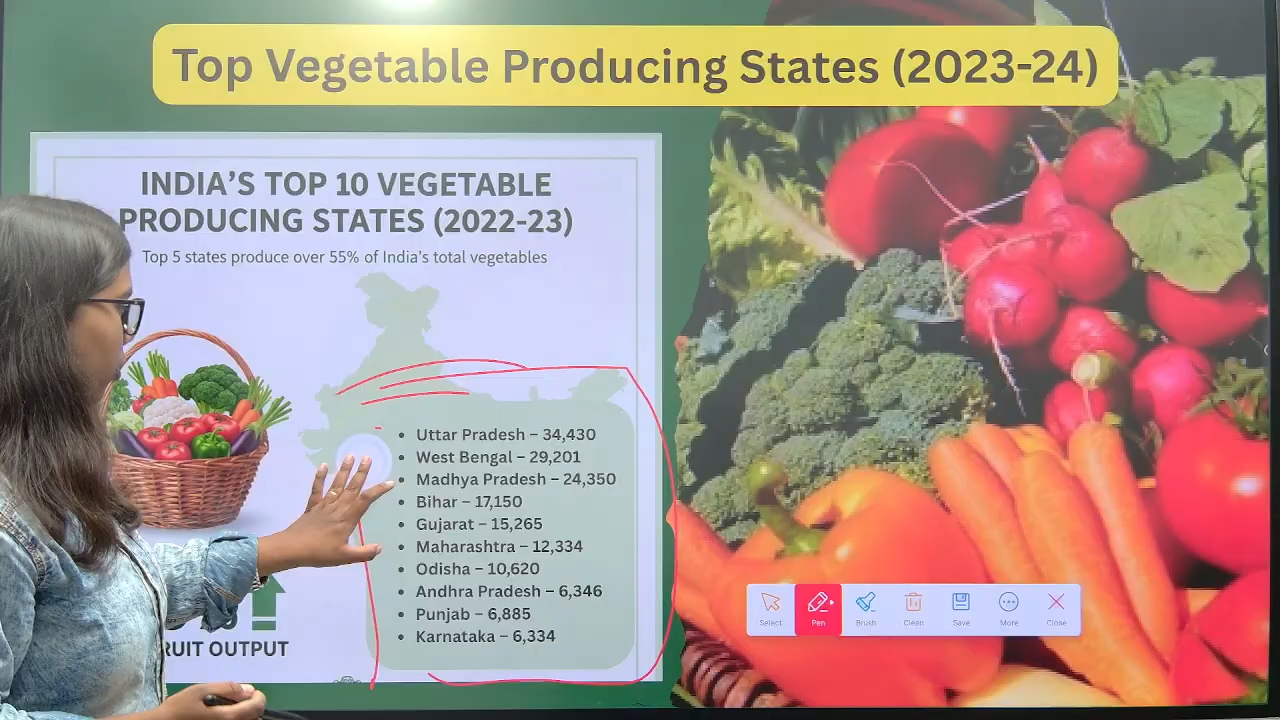 Top Vegetable Producing States (2023-24)
INDIA'S TOP 10 VEGETABLE
PRODUCING STATES (2022-23)
Top 5 states produce over 55% of India's total vegetables
• Uttar Pradesh – 34,430
• West Bengal – 29,201
• Madhya Pradesh – 24,350
• Bihar – 17,150
• Gujarat – 15,265
• Maharashtra – 12,334
• Odisha – 10,620
• Andhra Pradesh – 6,346
• Punjab – 6,885
• Karnataka – 6,334
OUTPUT
Select
Pen
Brush
Clean
Save
More
Close